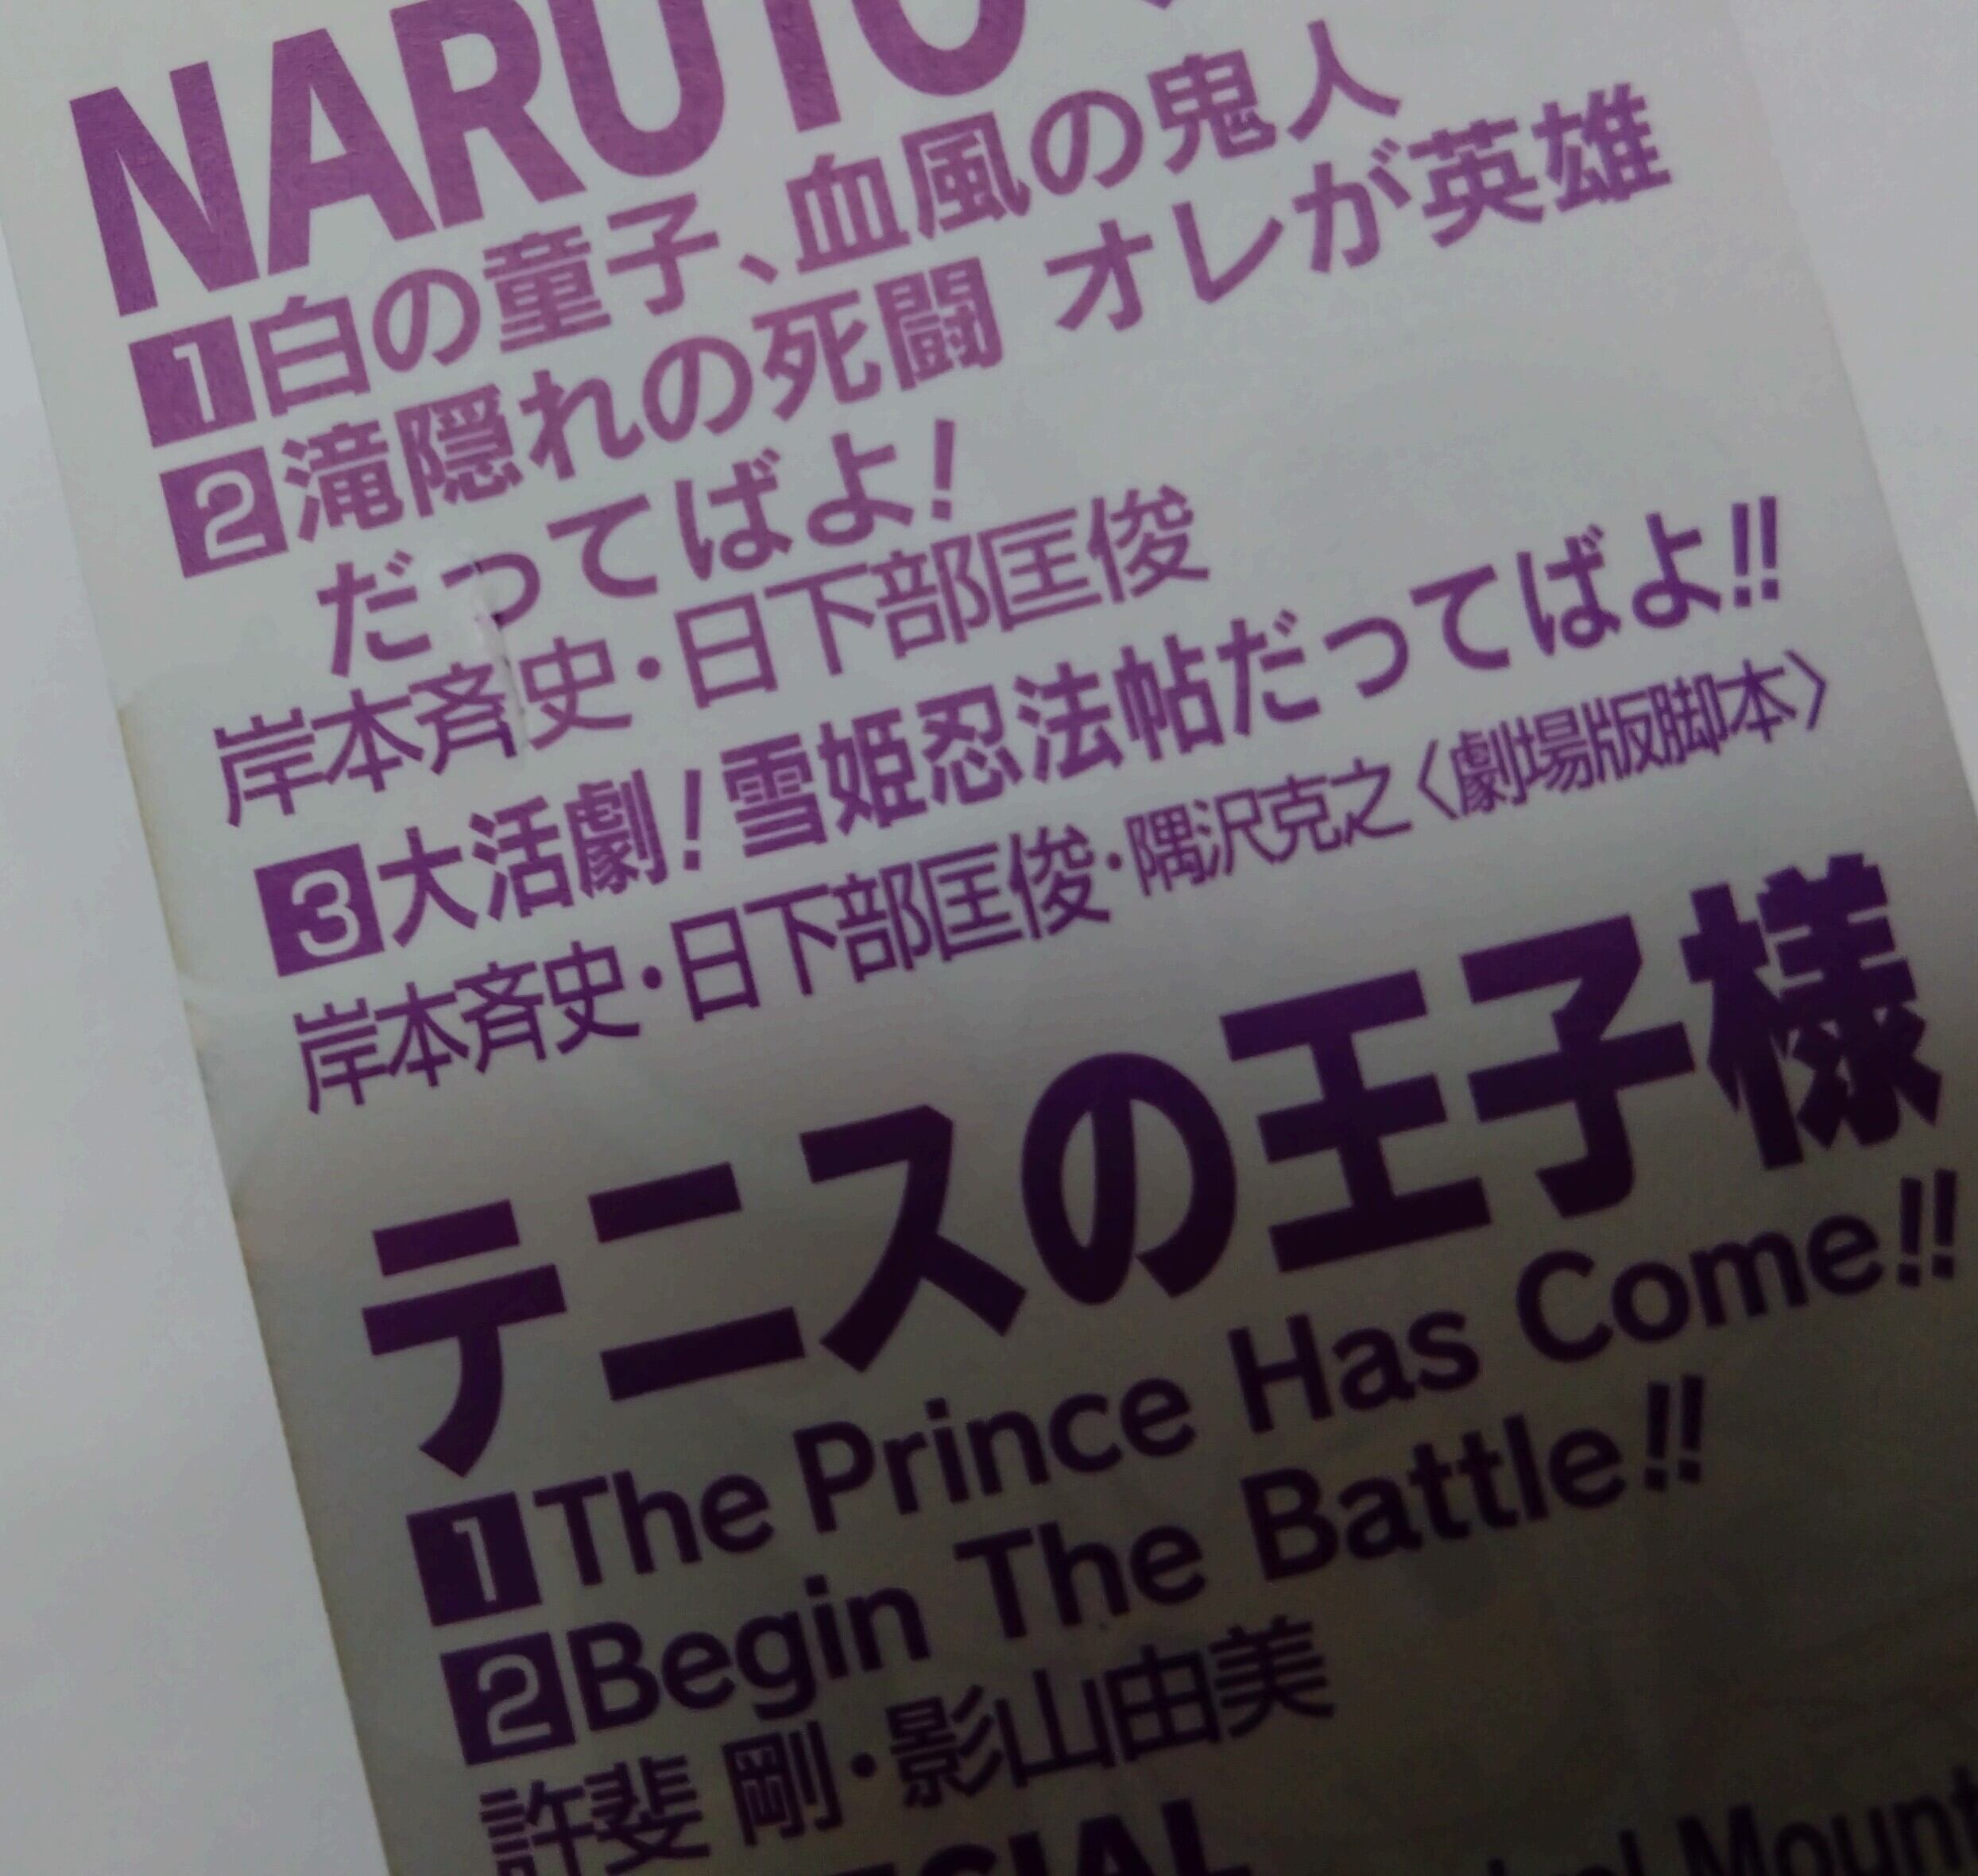 NARUTO
1白の童子、血風の鬼人
2滝隠れの死闘 オレが英雄
だってばよ!
岸本斉史・日下部匡俊
3大活劇!雪姫忍法帖だってばよ!!
岸本斉史・日下部匡俊・隅沢克之〈劇場版脚本〉
テニスの王子様
1The Prince Has Come!!
2Begin The Battle!!
許斐 剛・影山由美